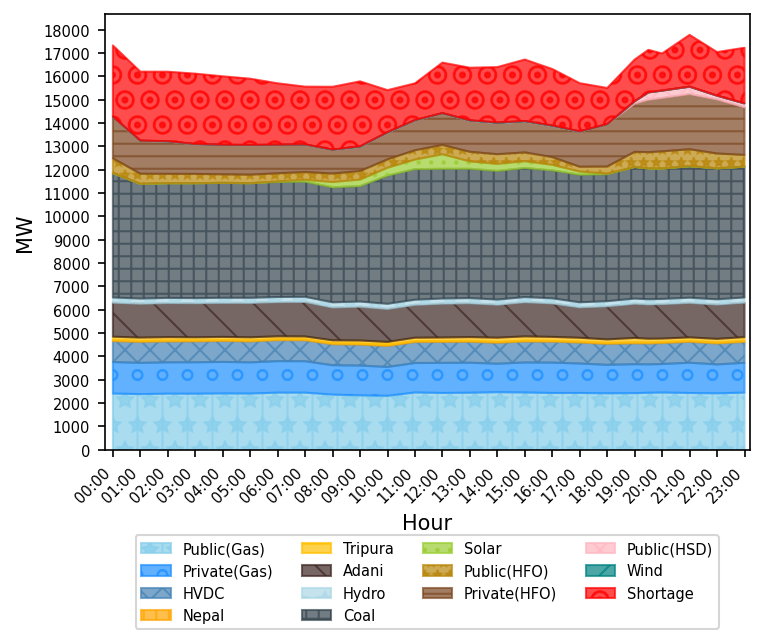 18000
17000
16000
15000
14000
13000
12000
11000
10000
9000
8000
7000
6000
5000
4000
3000
2000
1000
0
MW
00:00 01:00 02:00 03:00 04:00 05:00 06:00 07:00 08:00 09:00 10:00 11:00 12:00 13:00 14:00 15:00 16:00 17:00 18:00 19:00 20:00 21:00 22:00 23:00
Hour
Public(Gas) Tripura Solar Public(HSD)
Private(Gas) Adani Public(HFO) Wind
HVDC Hydro Private(HFO) Shortage
Nepal Coal